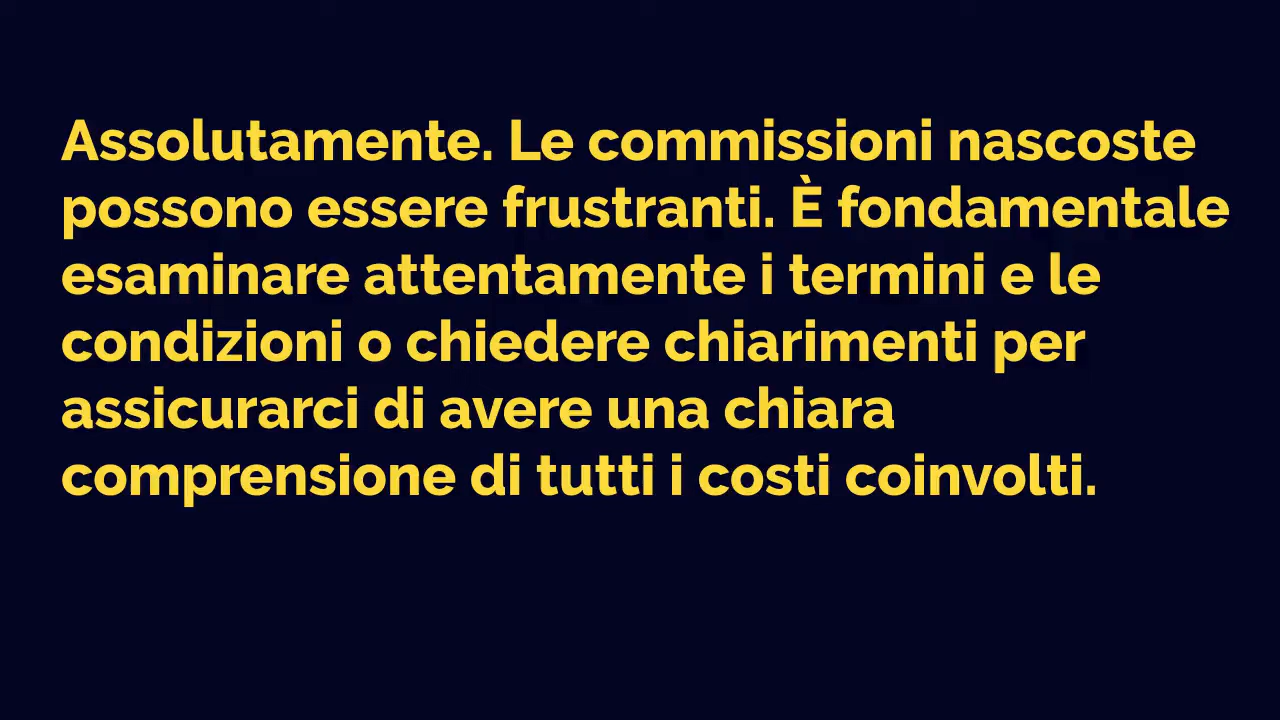 Assolutamente. Le commissioni nascoste
possono essere frustranti. È fondamentale
esaminare attentamente i termini e le
condizioni o chiedere chiarimenti per
assicurarci di avere una chiara
comprensione di tutti i costi coinvolti.